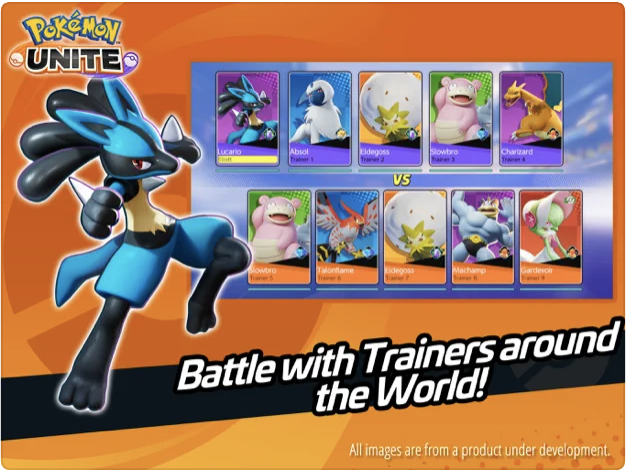 POKéMON
UNITE
Lucario
Absol
Trainer 1
Eldegoss
Trainer 2
Slowbro
Trainer 3
Charizard
Trainer 4
VS
Slowbro
Trainer 5
Talonflame
Trainer 6
Eldegoss
Trainer 7
Machamp
Trainer 8
Gardevoir
Trainer 9
Battle with Trainers around
the World!
All images are from a product under development.